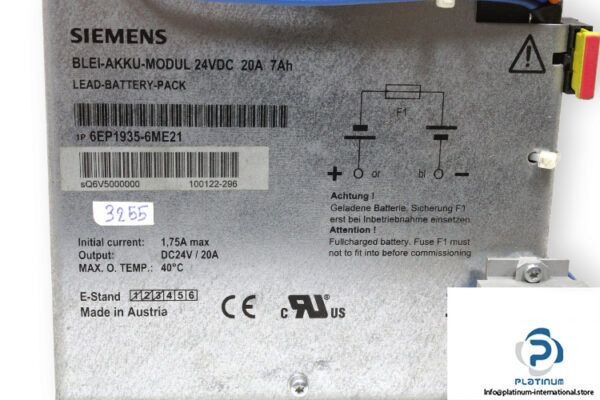 SIEMENS
BLEI-AKKU-MODUL 24VDC 20A 7Ah
LEAD-BATTERY-PACK
1P 6EP1935-6ME21
sQ6V5000000 100122-296
3255
Initial current: 1,75A max
Output: DC24V / 20A
MAX. O. TEMP.: 40°C
E-Stand 1 2 3 4 5 6
Made in Austria
CE
c RU US
F1
+ or bl -
Achtung !
Geladene Batterie, Sicherung F1
erst bei Inbetriebnahme einsetzen
Attention !
Fullcharged battery. Fuse F1 must
not to fit into before commissioning
PLATINUM
INTERNATIONAL
Info@platinum-international.store